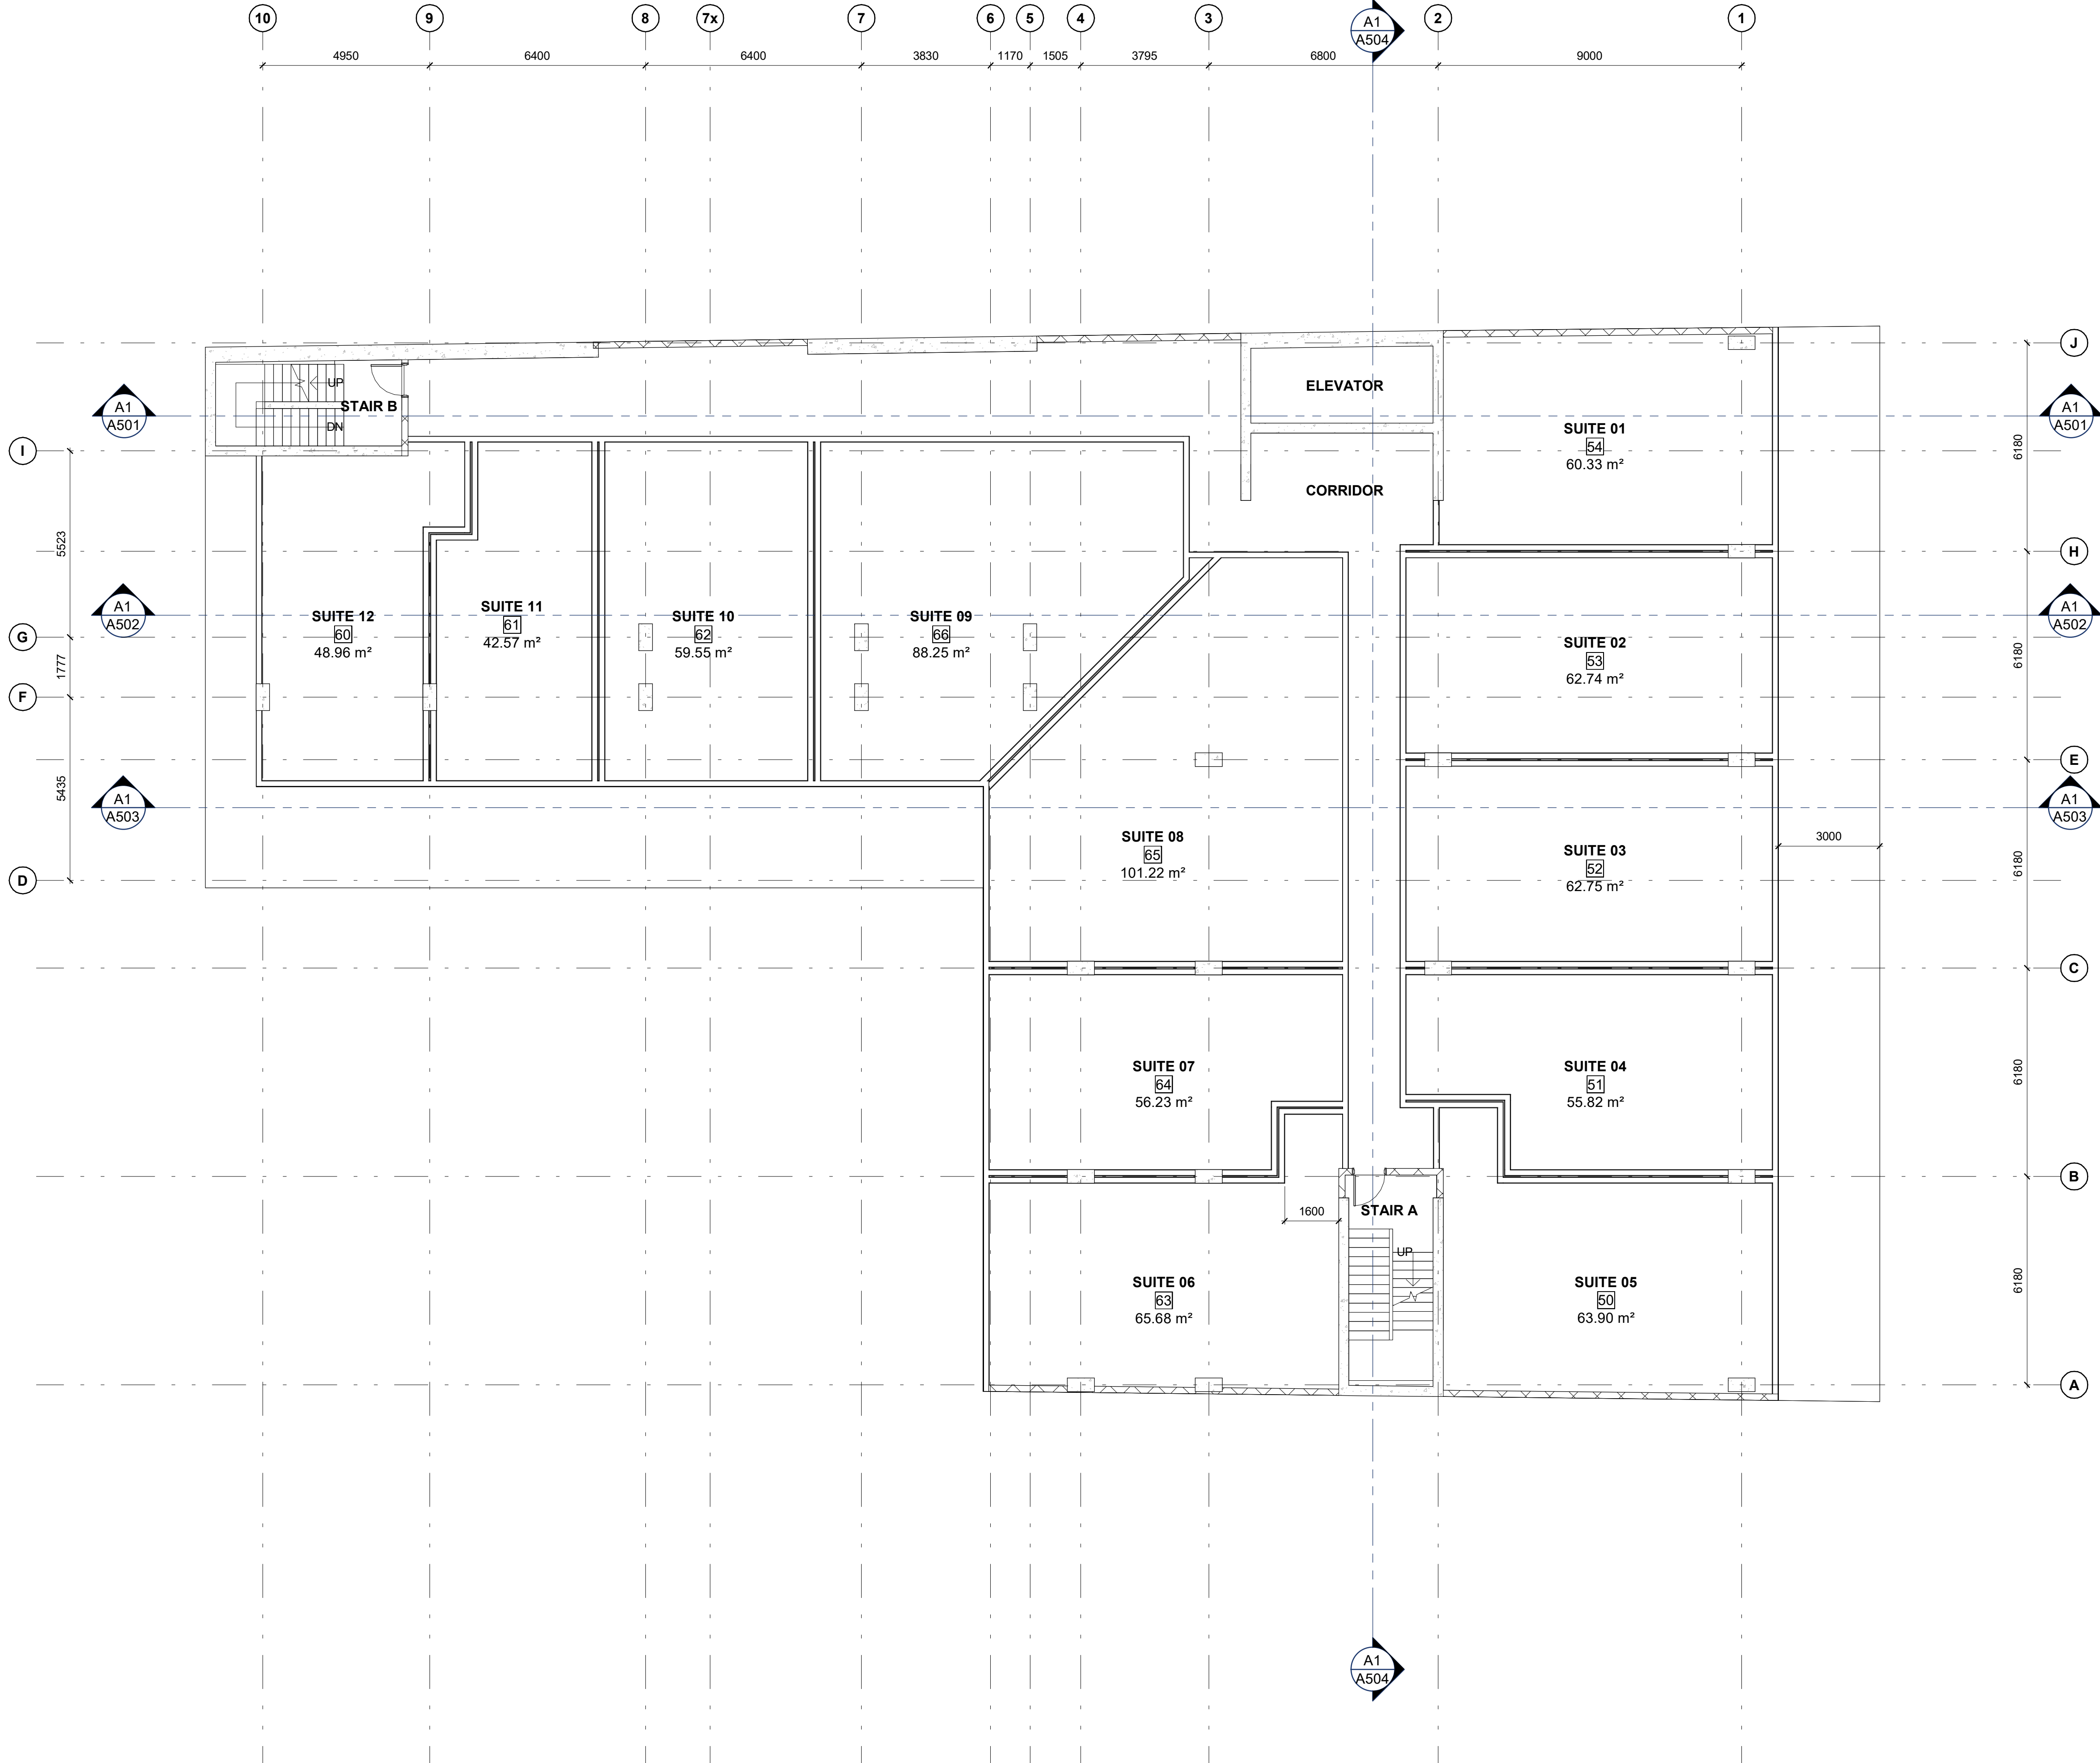 10
9
8
7x
7
6
5
4
3
A1
A504
2
1
4950
6400
6400
3830
1170
1505
3795
6800
9000
J
ELEVATOR
UP
STAIR B
DN
A1
A501
A1
A501
SUITE 01
54
60.33 m²
6180
I
CORRIDOR
5523
H
SUITE 12
60
48.96 m²
SUITE 11
61
42.57 m²
SUITE 10
62
59.55 m²
SUITE 09
66
88.25 m²
A1
A502
A1
A502
G
SUITE 02
53
62.74 m²
6180
1777
F
E
5435
A1
A503
A1
A503
3000
SUITE 08
65
101.22 m²
SUITE 03
52
62.75 m²
6180
D
C
SUITE 07
64
56.23 m²
SUITE 04
51
55.82 m²
6180
B
1600
STAIR A
UP
SUITE 06
63
65.68 m²
SUITE 05
50
63.90 m²
6180
A
A1
A504